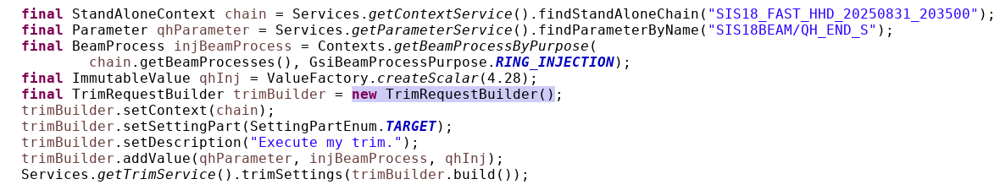 final StandAloneContext chain = Services.getContextService().findStandAloneChain("SIS18_FAST_HHD_20250831_203500");
final Parameter qhParameter = Services.getParameterService().findParameterByName("SIS18BEAM/QH_END_S");
final BeamProcess injBeamProcess = Contexts.getBeamProcessByPurpose(
        chain.getBeamProcesses(), GsiBeamProcessPurpose.RING_INJECTION);
final ImmutableValue qhInj = ValueFactory.createScalar(4.28);
final TrimRequestBuilder trimBuilder = new TrimRequestBuilder();
trimBuilder.setContext(chain);
trimBuilder.setSettingPart(SettingPartEnum.TARGET);
trimBuilder.setDescription("Execute my trim.");
trimBuilder.addValue(qhParameter, injBeamProcess, qhInj);
Services.getTrimService().trimSettings(trimBuilder.build());